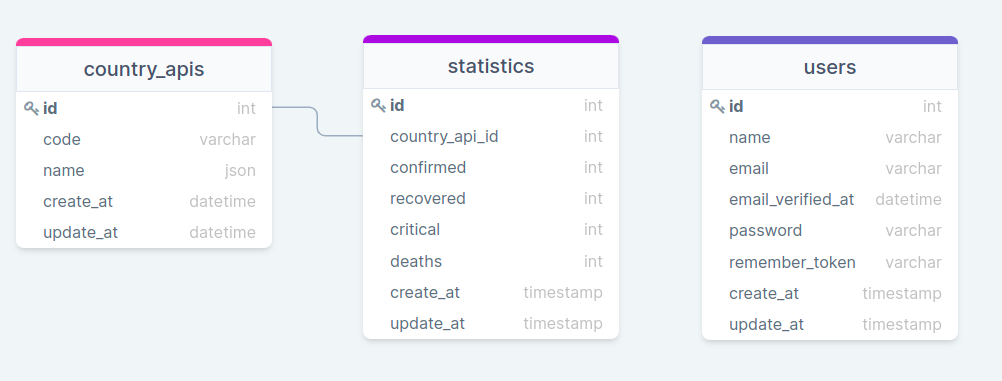 country_apis
id int
code varchar
name json
create_at datetime
update_at datetime
statistics
id int
country_api_id int
confirmed int
recovered int
critical int
deaths int
create_at timestamp
update_at timestamp
users
id int
name varchar
email varchar
email_verified_at datetime
password varchar
remember_token varchar
create_at timestamp
update_at timestamp